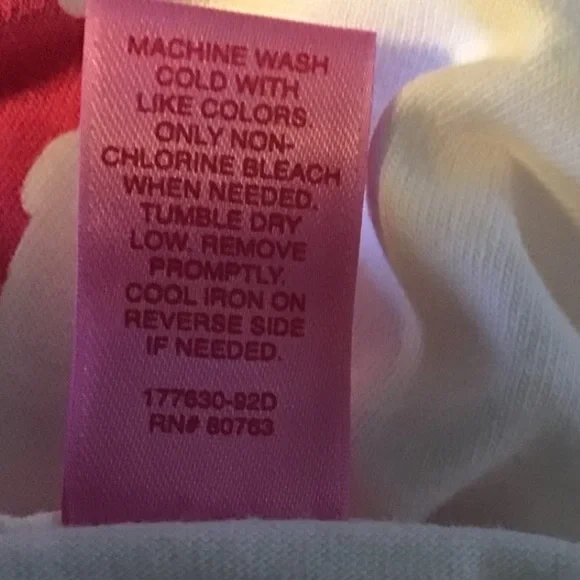 MACHINE WASH
COLD WITH
LIKE COLORS.
ONLY NON-
CHLORINE BLEACH
WHEN NEEDED.
TUMBLE DRY
LOW. REMOVE
PROMPTLY.
COOL IRON ON
REVERSE SIDE
IF NEEDED.
177630-92D
RN# 80763